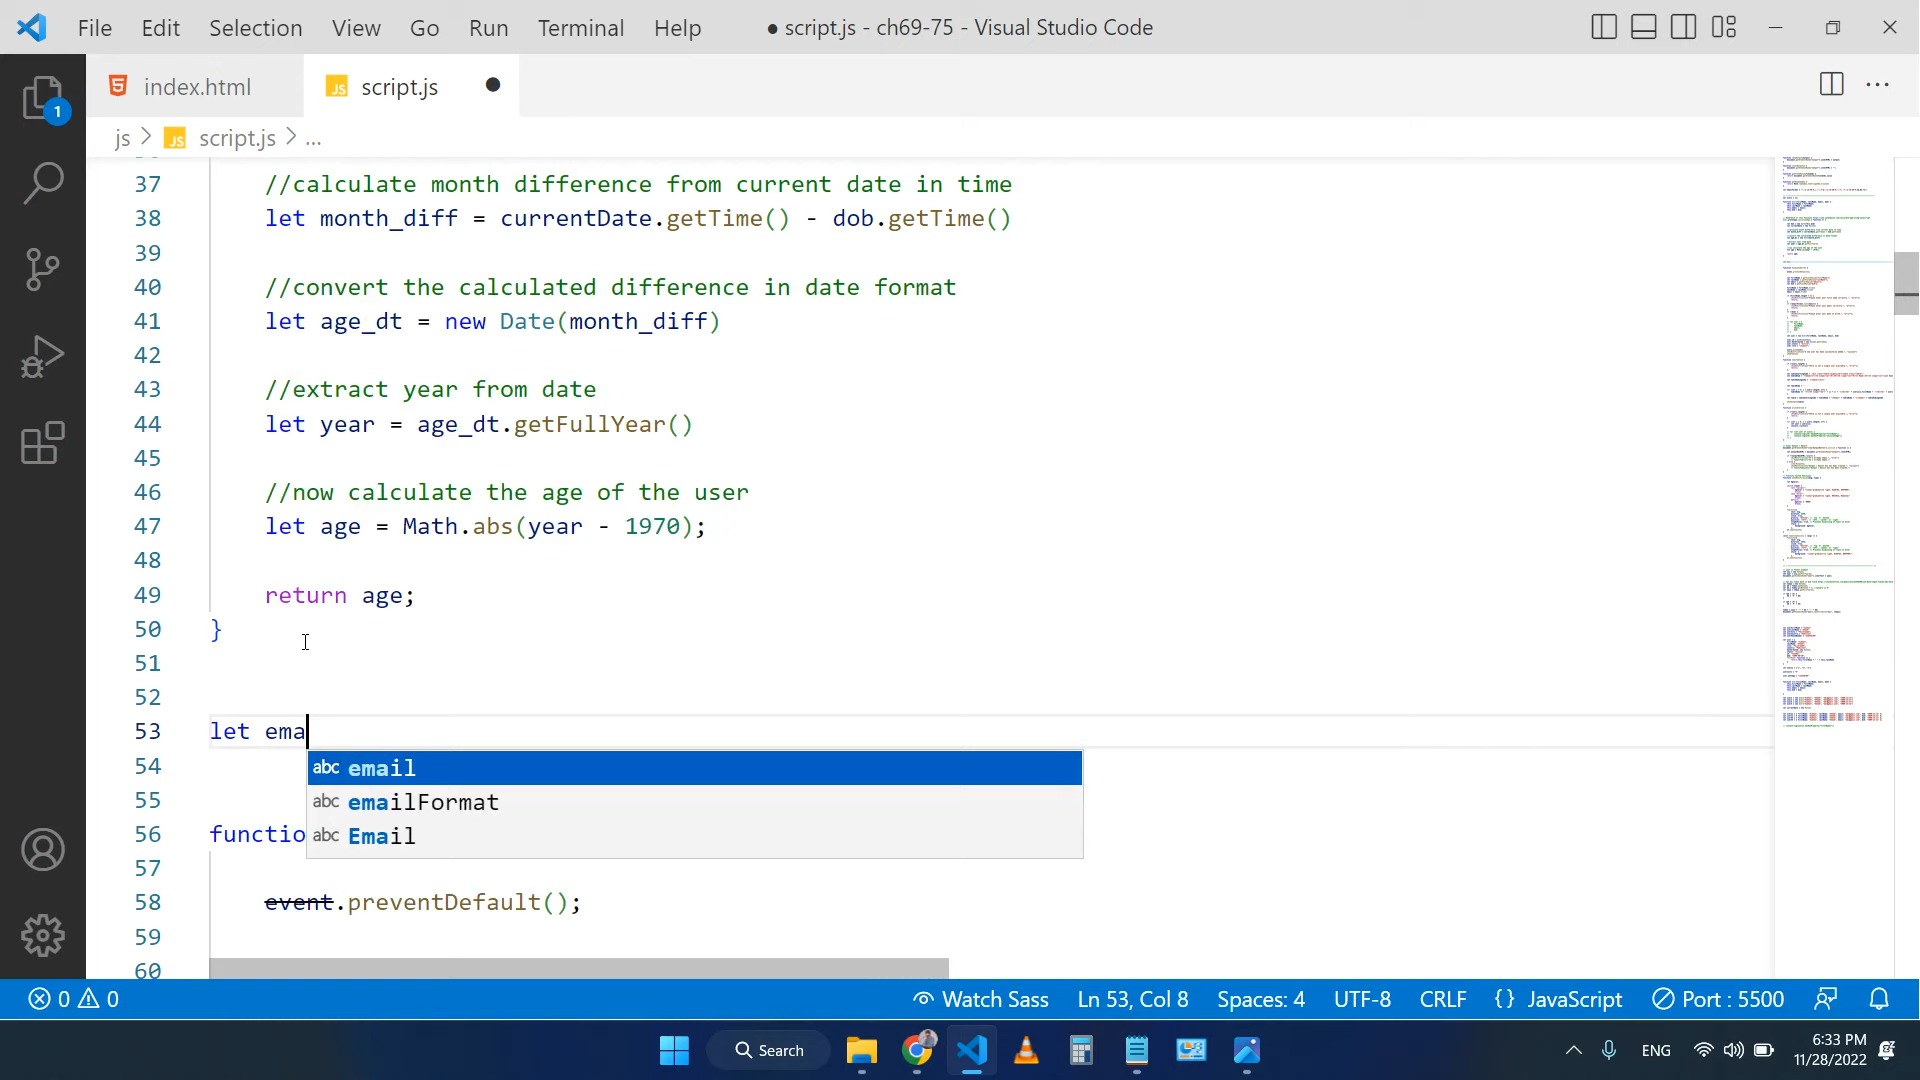 File Edit Selection View Go Run Terminal Help ● script.js - ch69-75 - Visual Studio Code
index.html JS script.js
1
js > JS script.js > ...
37 //calculate month difference from current date in time
38 let month_diff = currentDate.getTime() - dob.getTime()
39
40 //convert the calculated difference in date format
41 let age_dt = new Date(month_diff)
42
43 //extract year from date
44 let year = age_dt.getFullYear()
45
46 //now calculate the age of the user
47 let age = Math.abs(year - 1970);
48
49 return age;
50 }
51
52
53 let ema
54 abc email
55 abc emailFormat
56 functio abc Email
57
58 event.preventDefault();
59
60
0 0 Watch Sass Ln 53, Col 8 Spaces: 4 UTF-8 CRLF {} JavaScript Port : 5500
Search ENG 6:33 PM
11/28/2022